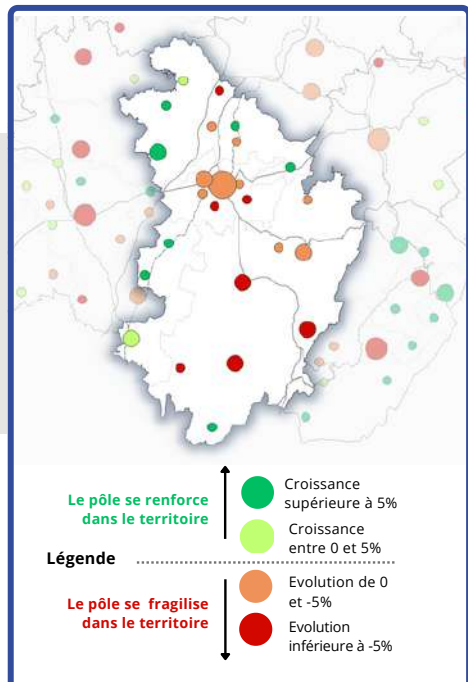 Le pôle se renforce
dans le territoire
Croissance
supérieure à 5%
Croissance
entre 0 et 5%
Légende
Le pôle se fragilise
dans le territoire
Evolution de 0
et -5%
Evolution
inférieure à -5%